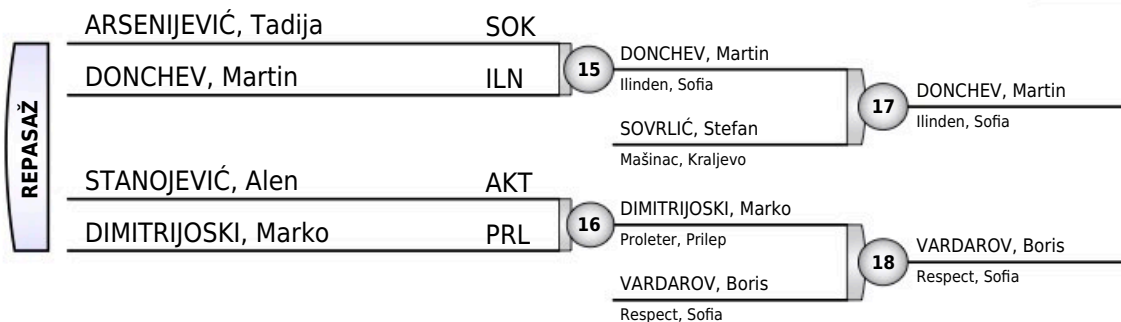 REPASAŽ
ARSENIJEVIĆ, Tadija SOK
DONCHEV, Martin ILN
15
DONCHEV, Martin
Ilinden, Sofia
SOVRLIĆ, Stefan
Mašinac, Kraljevo
17
DONCHEV, Martin
Ilinden, Sofia
STANOJEVIĆ, Alen AKT
DIMITRIJOSKI, Marko PRL
16
DIMITRIJOSKI, Marko
Proleter, Prilep
VARDAROV, Boris
Respect, Sofia
18
VARDAROV, Boris
Respect, Sofia